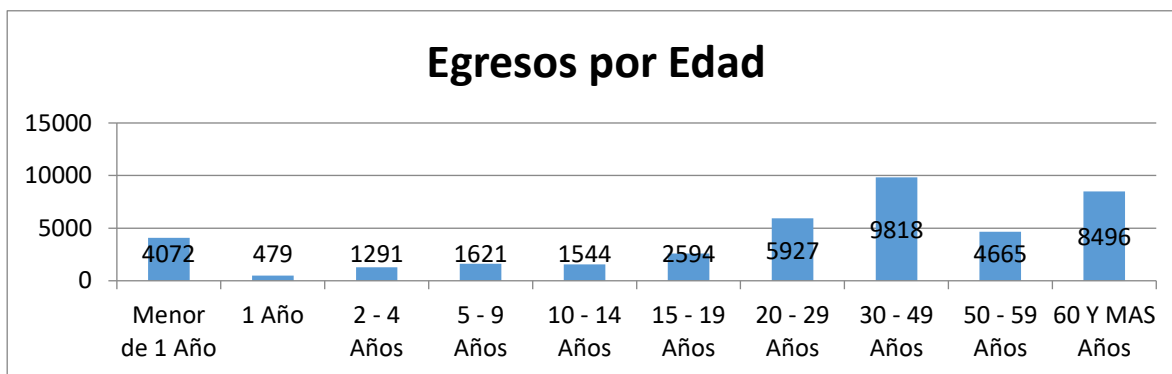 Egresos por Edad
15000
10000
5000
0
4072 479 1291 1621 1544 2594 5927 9818 4665 8496
Menor 1 Año 2 - 4 5 - 9 10 - 14 15 - 19 20 - 29 30 - 49 50 - 59 60 Y MAS
de 1 Año Años Años Años Años Años Años Años Años